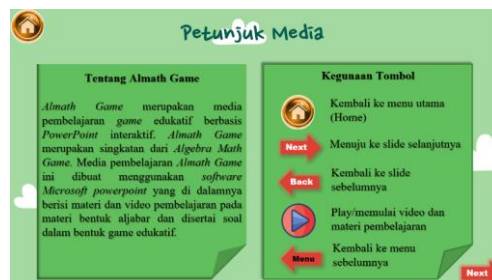 Petunjuk Media
Tentang Almath Game
Almath Game merupakan media
pembelajaran game edukatif berbasis
PowerPoint interaktif. Almath Game
merupakan singkatan dari Algebra Math
Game. Media pembelajaran Almath Game
ini dibuat menggunakan software
Microsoft powerpoint yang di dalamnya
berisi materi dan video pembelajaran pada
materi bentuk aljabar dan disertai soal
dalam bentuk game edukatif.
Kegunaan Tombol
Kembali ke menu utama
(Home)
Next
Menuju ke slide selanjutnya
Back
Kembali ke slide
sebelumnya
Play/memulai video dan
materi pembelajaran
Menu
Kembali ke menu
sebelumnya
Next